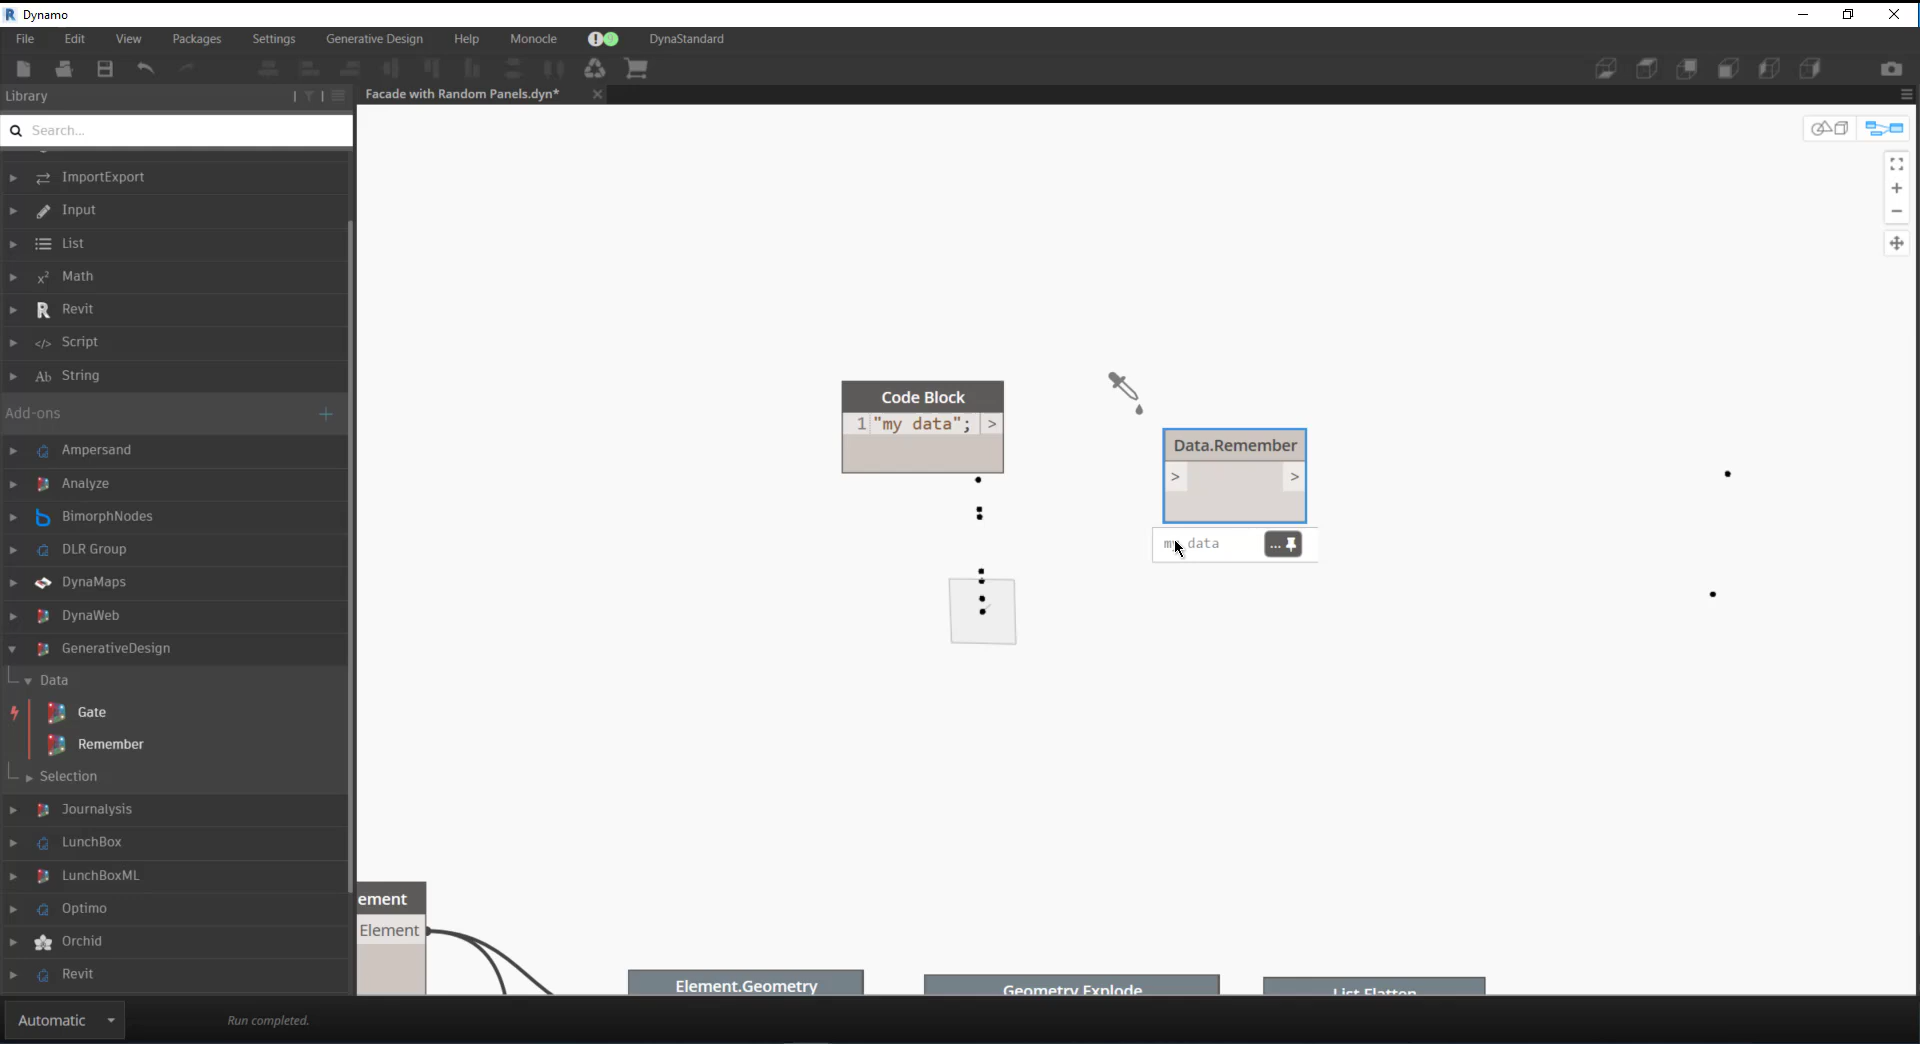 Dynamo
File Edit View Packages Settings Generative Design Help Monocle DynaStandard
Library
Facade with Random Panels.dyn*
Search...
ImportExport
Input
List
Math
Revit
Script
String
Add-ons
Ampersand
Analyze
BimorphNodes
DLR Group
DynaMaps
DynaWeb
GenerativeDesign
Data
Gate
Remember
Selection
Journalysis
LunchBox
LunchBoxML
Optimo
Orchid
Revit
Code Block
1 "my data"; >
Data.Remember
> >
my data ...
ement
Element
Element.Geometry
Geometry Explode
List Flatten
Automatic
Run completed.